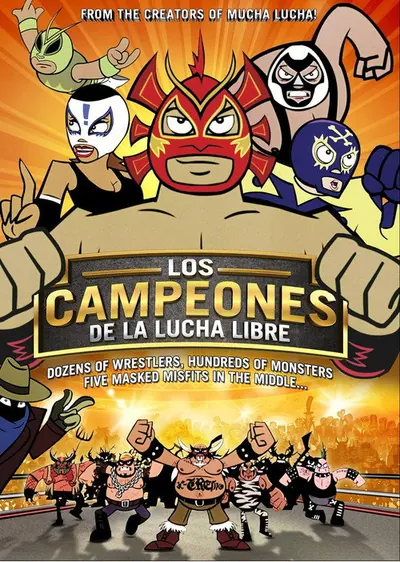 FROM THE CREATORS OF MUCHA LUCHA!
LOS
CAMPEONES
DE LA LUCHA LIBRE
DOZENS OF WRESTLERS, HUNDREDS OF MONSTERS
FIVE MASKED MISFITS IN THE MIDDLE...